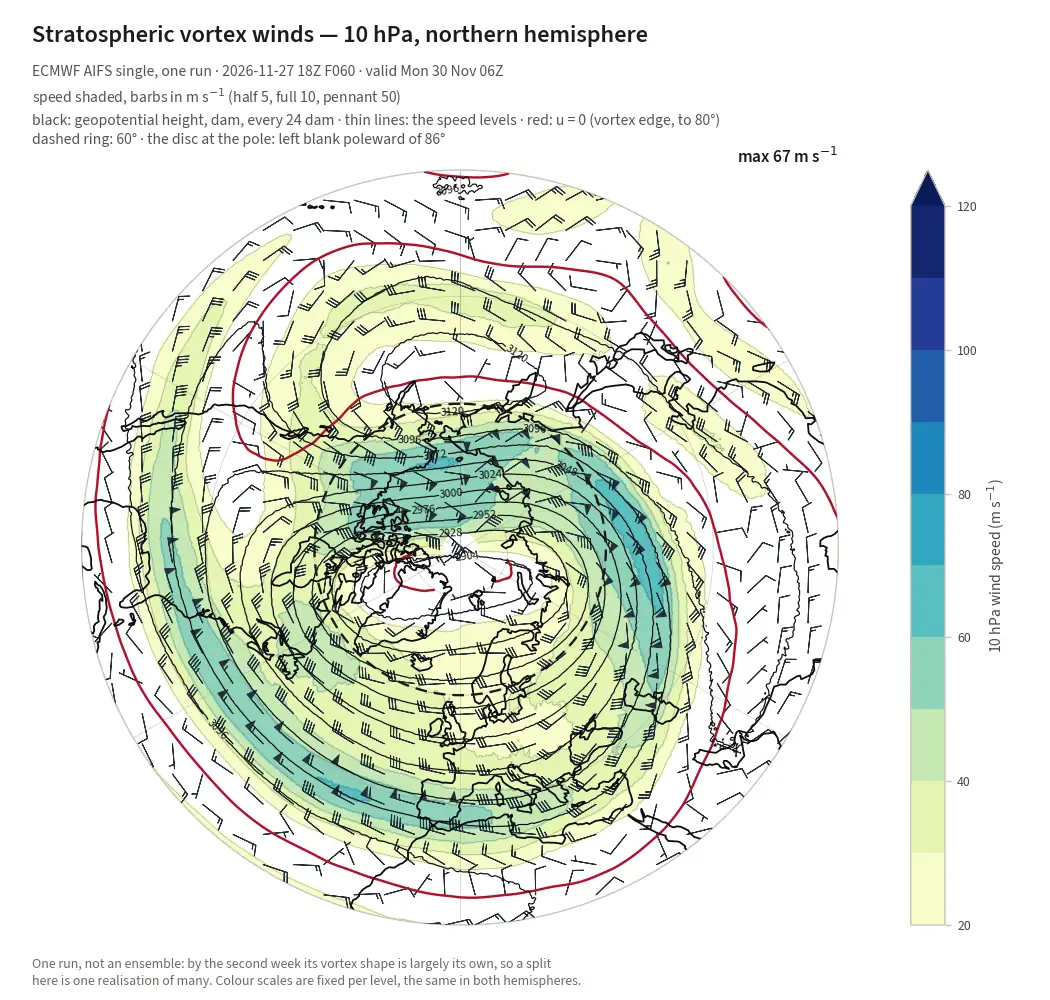 Stratospheric vortex winds — 10 hPa, northern hemisphere
ECMWF AIFS single, one run · 2026-11-27 18Z F060 · valid Mon 30 Nov 06Z
speed shaded, barbs in m s⁻¹ (half 5, full 10, pennant 50)
black: geopotential height, dam, every 24 dam · thin lines: the speed levels · red: u = 0 (vortex edge, to 80°)
dashed ring: 60° · the disc at the pole: left blank poleward of 86°
max 67 m s⁻¹
120
100
80
60
40
20
10 hPa wind speed (m s⁻¹)
3096
3120
3120
3096
3096
3072
3048
3024
3000
2976
2952
2928
2904
3096
One run, not an ensemble: by the second week its vortex shape is largely its own, so a split
here is one realisation of many. Colour scales are fixed per level, the same in both hemispheres.